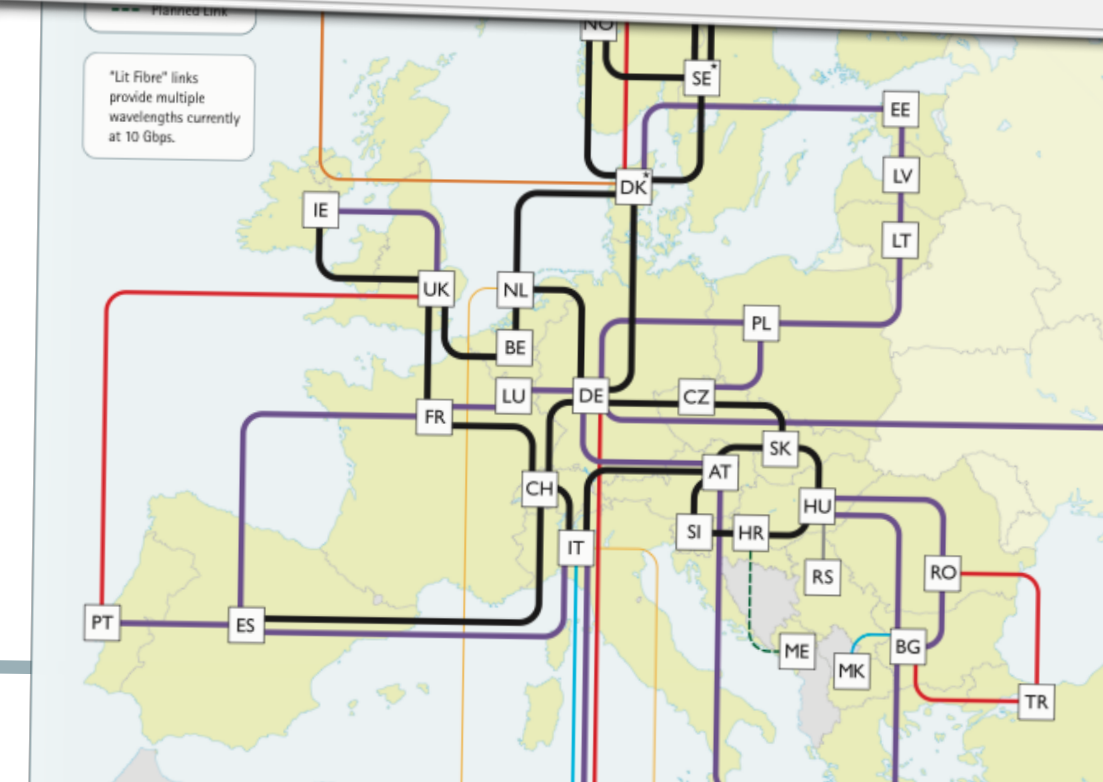 Planned Link
"Lit Fibre" links
provide multiple
wavelengths currently
at 10 Gbps.
NO
SE*
EE
DK*
LV
IE
LT
UK
NL
PL
BE
LU
DE
CZ
FR
SK
AT
CH
HU
SI
HR
IT
RS
RO
PT
ES
ME
MK
BG
TR